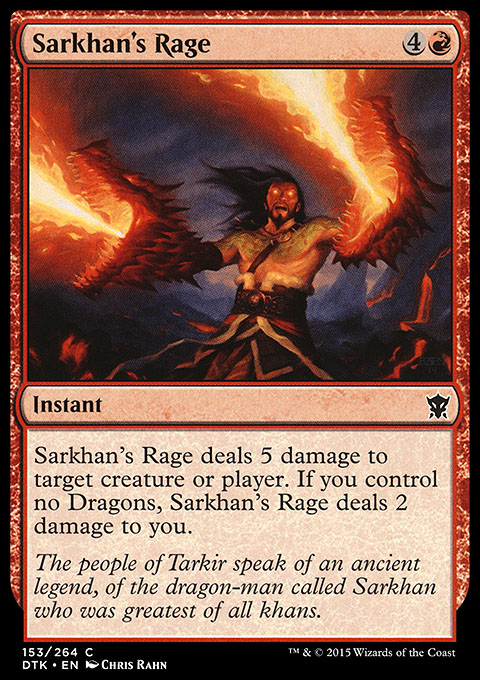 Sarkhan's Rage 4
Instant
Sarkhan's Rage deals 5 damage to
target creature or player. If you control
no Dragons, Sarkhan's Rage deals 2
damage to you.
The people of Tarkir speak of an ancient
legend, of the dragon-man called Sarkhan
who was greatest of all khans.
153/264 C
DTK • EN Chris Rahn
™ & © 2015 Wizards of the Coast